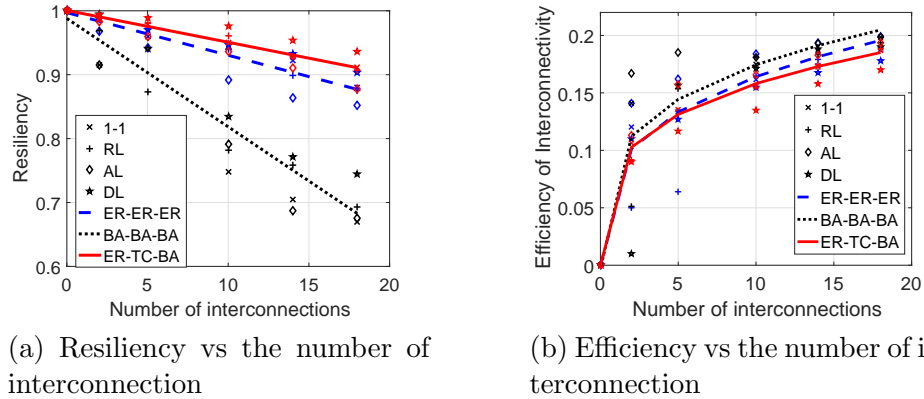 1
0.9
0.8
0.7
0.6
Resiliency
1-1
RL
AL
DL
ER-ER-ER
BA-BA-BA
ER-TC-BA
0 5 10 15 20
Number of interconnections
(a) Resiliency vs the number of
interconnection
0.2
0.15
0.1
0.05
0
Efficiency of Interconnectivity
1-1
RL
AL
DL
ER-ER-ER
BA-BA-BA
ER-TC-BA
0 5 10 15 20
Number of interconnections
(b) Efficiency vs the number of i
terconnection